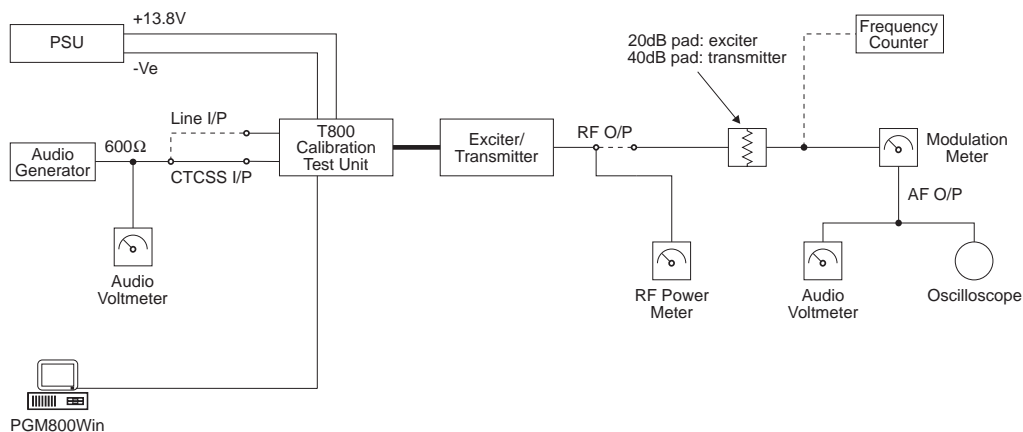 +13.8V
PSU
-Ve
20dB pad: exciter
40dB pad: transmitter
Frequency
Counter
Line I/P
600Ω
Audio
Generator
CTCSS I/P
T800
Calibration
Test Unit
Exciter/
Transmitter
RF O/P
Modulation
Meter
AF O/P
Audio
Voltmeter
RF Power
Meter
Audio
Voltmeter
Oscilloscope
PGM800Win